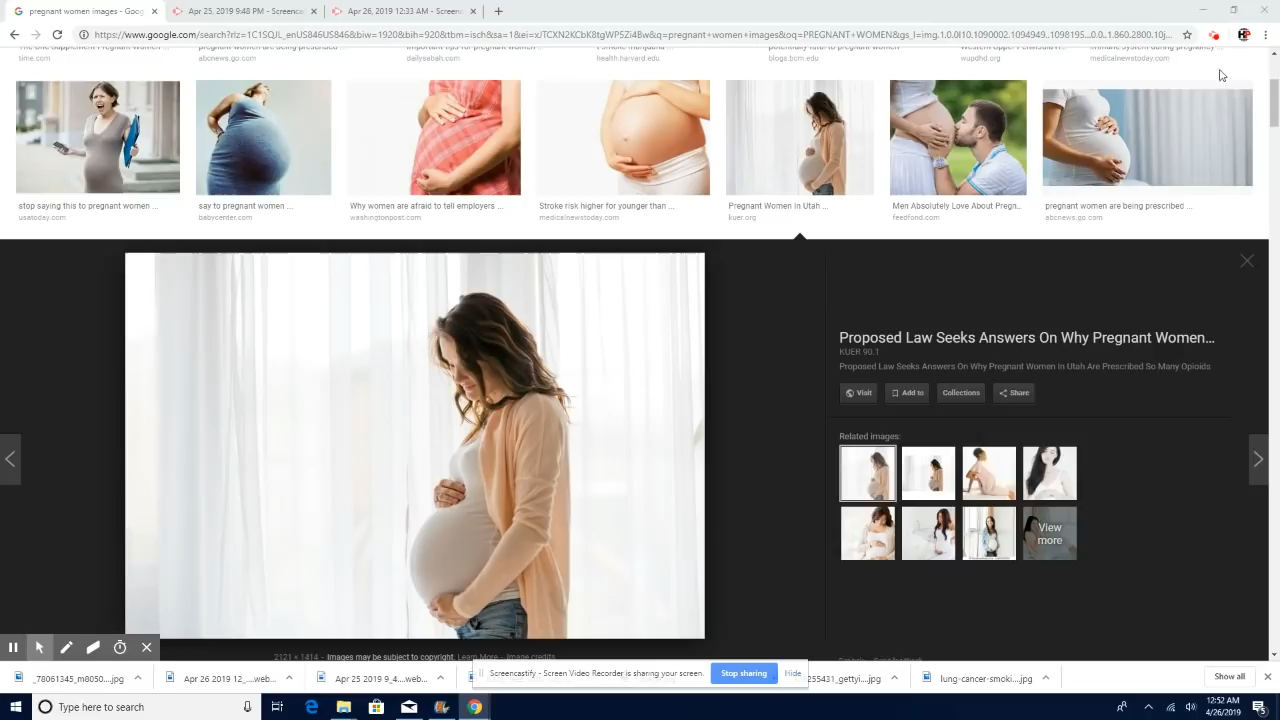 pregnant women images - Goog
Apr 25, 2019 9:48 PM - Screencast
Apr 26, 2019 12:33 AM - Screencast
https://www.google.com/search?rlz=1C1SQJL_enUS846US846&biw=1920&bih=920&tbm=isch&sa=1&ei=xJTCXN2KCbK8tgWP5Zi4Bw&q=pregnant+women+images&oq=PREGNANT+WOMEN&gs_l=img.1.0.0l10.1090002.1094949..1098195...0.0..1.860.2800.10j...
time.com
abcnews.go.com
dailysabah.com
health.harvard.edu
blogs.bcm.edu
wupdhd.org
medicalnewstoday.com
stop saying this to pregnant women ...
say to pregnant women ...
Why women are afraid to tell employers ...
Stroke risk higher for younger than ...
Pregnant Women In Utah ...
Men Absolutely Love About Pregn...
pregnant women are being prescribed ...
usatoday.com
babycenter.com
washingtonpost.com
medicalnewstoday.com
kuer.org
feedfond.com
abcnews.go.com
Proposed Law Seeks Answers On Why Pregnant Women...
KUER 90.1
Proposed Law Seeks Answers On Why Pregnant Women In Utah Are Prescribed So Many Opioids
Visit
Add to
Collections
Share
Related images:
View more
2121 × 1414 - Images may be subject to copyright. Learn More - Image credits
_78061345_m6i50....jpg
Apr 26 2019 12_....web...
Apr 25 2019 9_4...web...
Screencastify - Screen Video Recorder is sharing your screen.
Stop sharing
Hide
255431_gettyi....jpg
lung-cancer-smoki....jpg
Show all
Type here to search
12:52 AM
4/26/2019